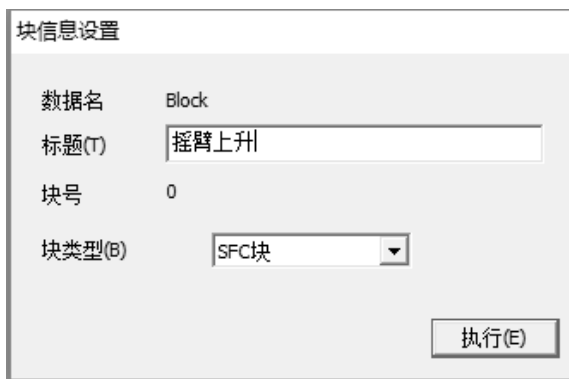 块信息设置
数据名 Block
标题(T) 摇臂上升
块号 0
块类型(B) SFC块
执行(E)